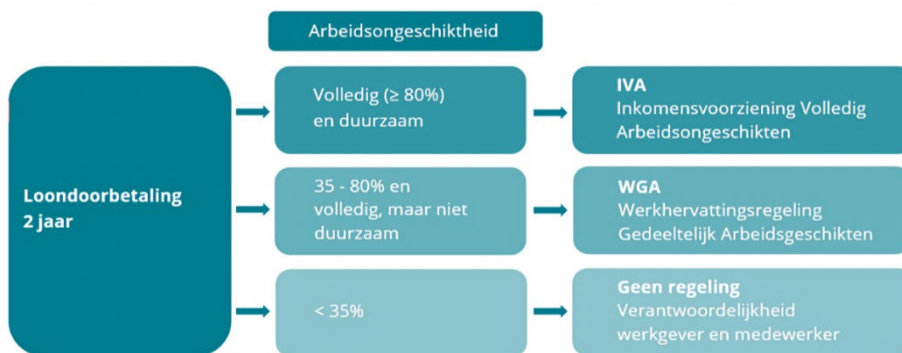 Arbeidsongeschiktheid
Loondoorbetaling
2 jaar
Volledig (≥ 80%)
en duurzaam
IVA
Inkomensvoorziening Volledig
Arbeidsongeschikten
35 - 80% en
volledig, maar niet
duurzaam
WGA
Werkhervattingsregeling
Gedeeltelijk Arbeidsgeschikten
< 35%
Geen regeling
Verantwoordelijkheid
werkgever en medewerker